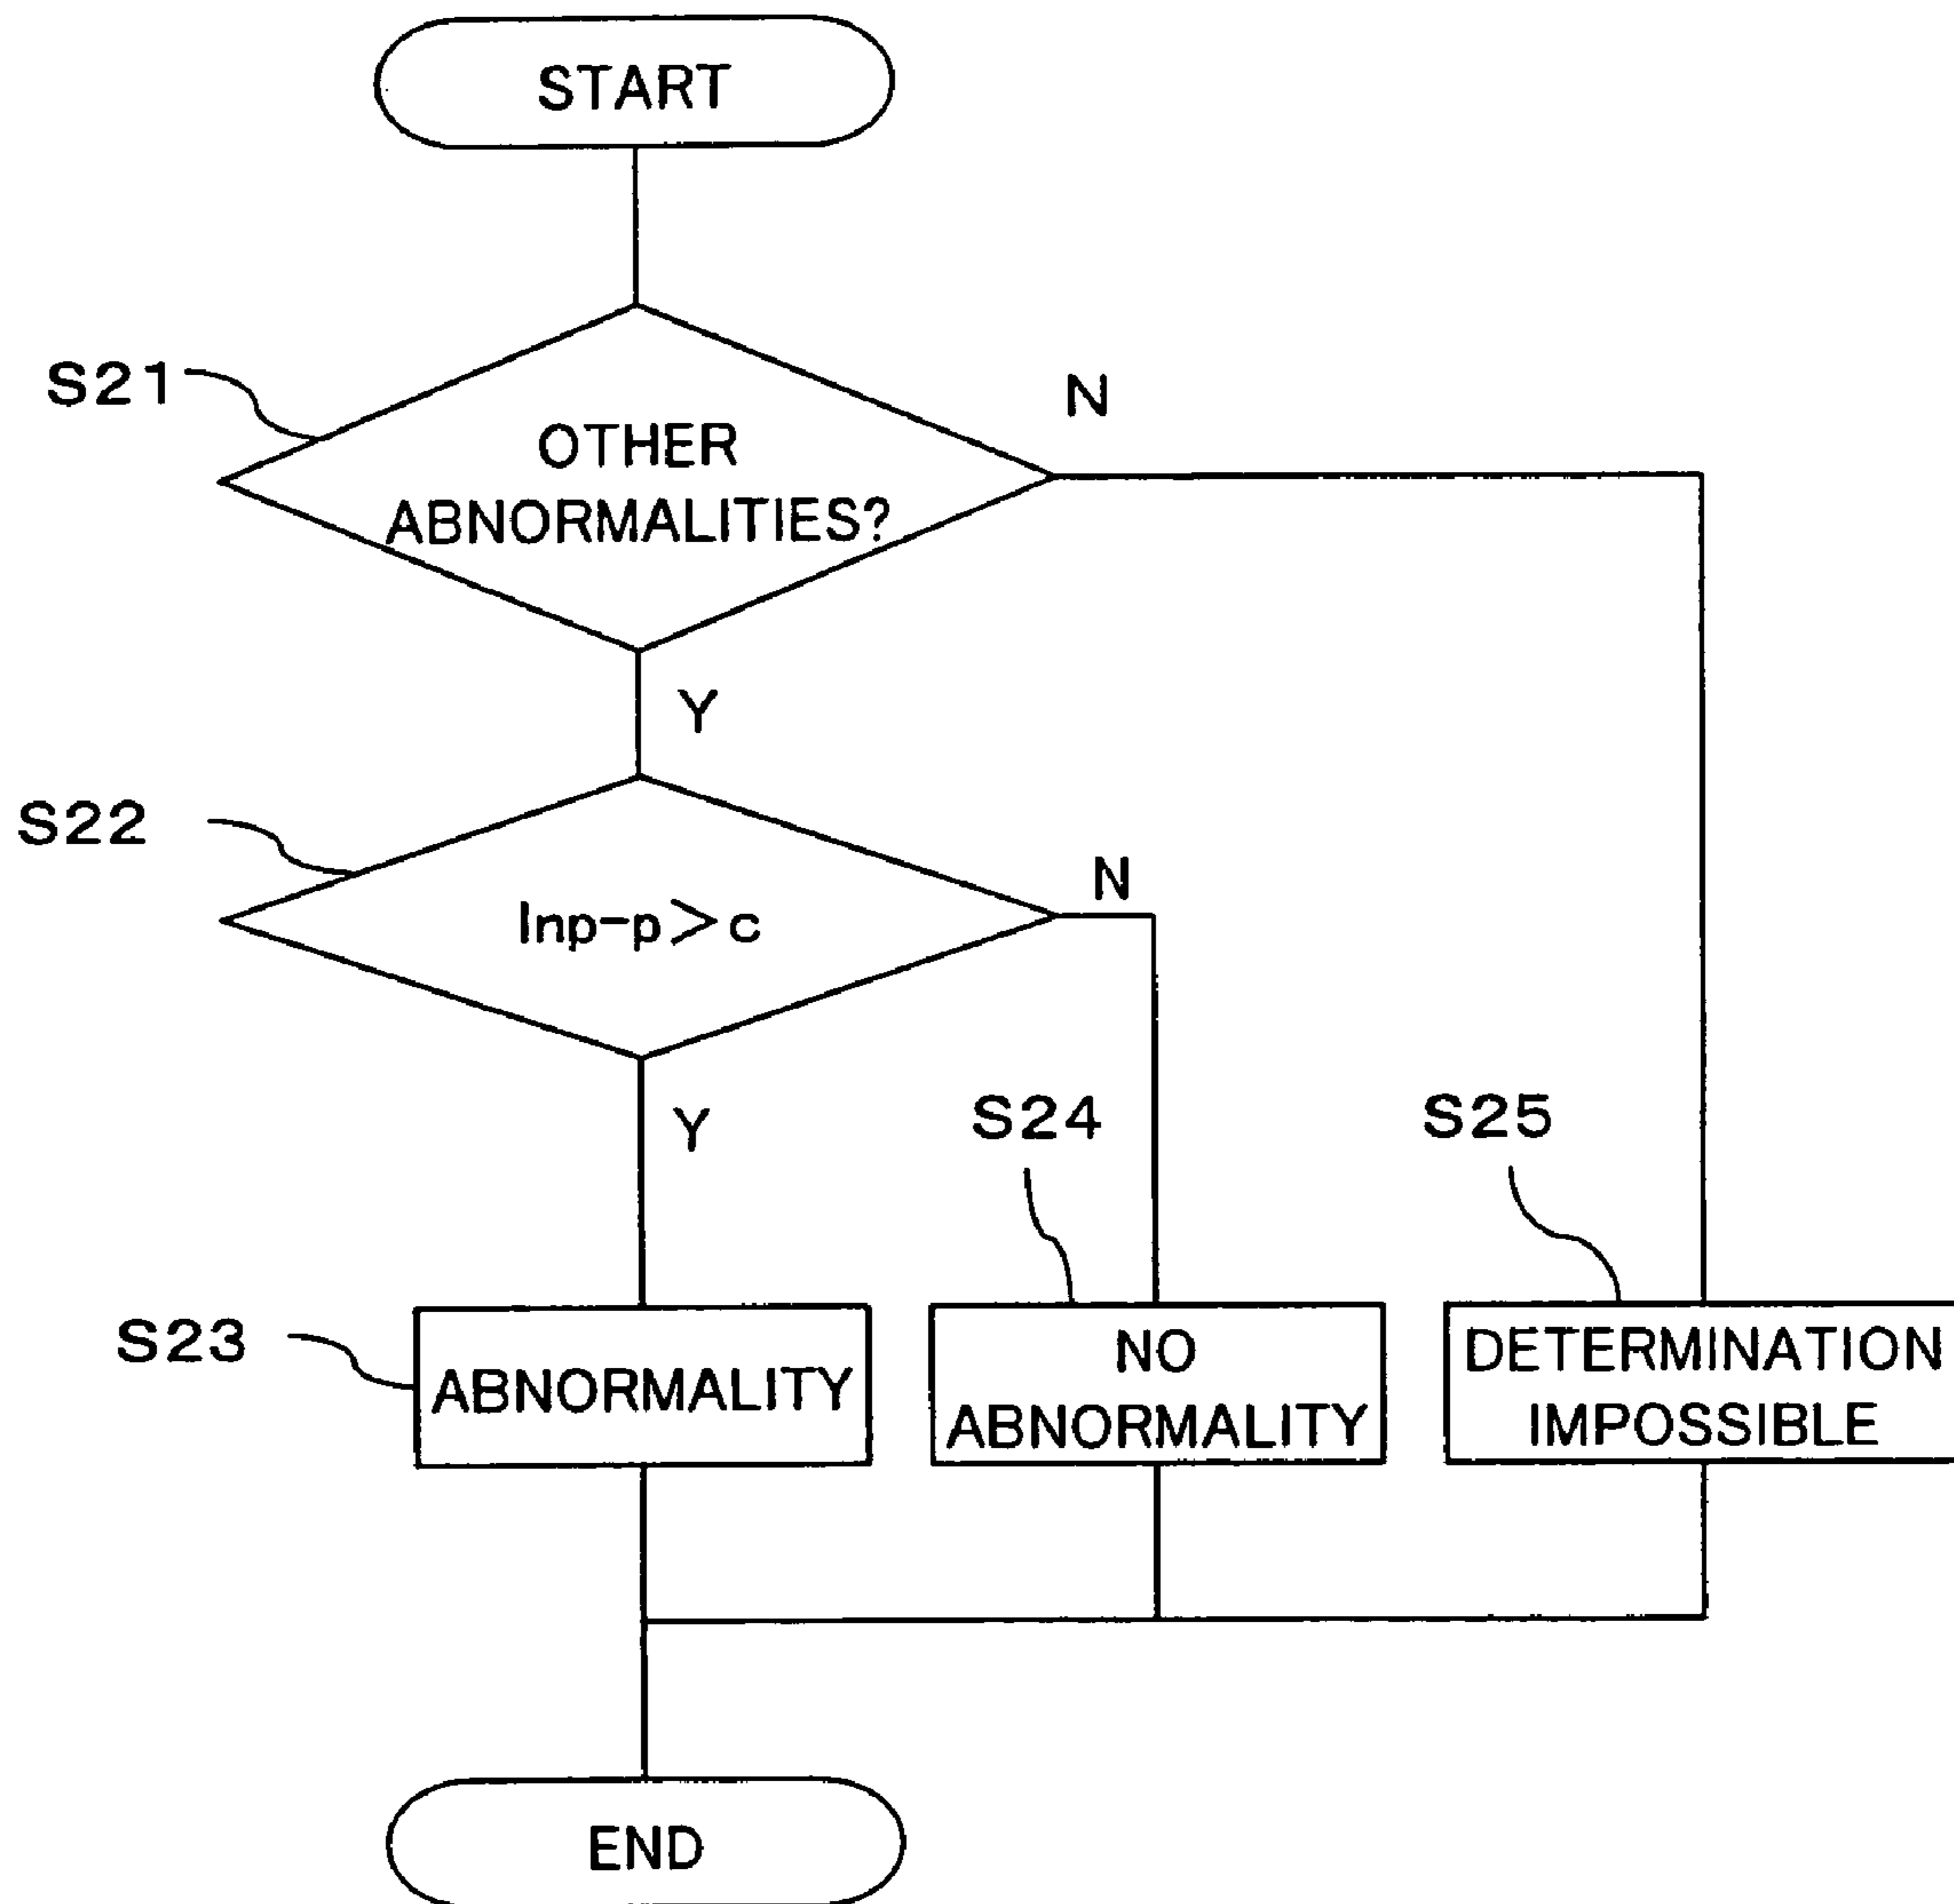 START
S21
N
OTHER
ABNORMALITIES?
Y
S22
N
Inp-p>c
Y
S24
S25
S23
ABNORMALITY
NO
ABNORMALITY
DETERMINATION
IMPOSSIBLE
END